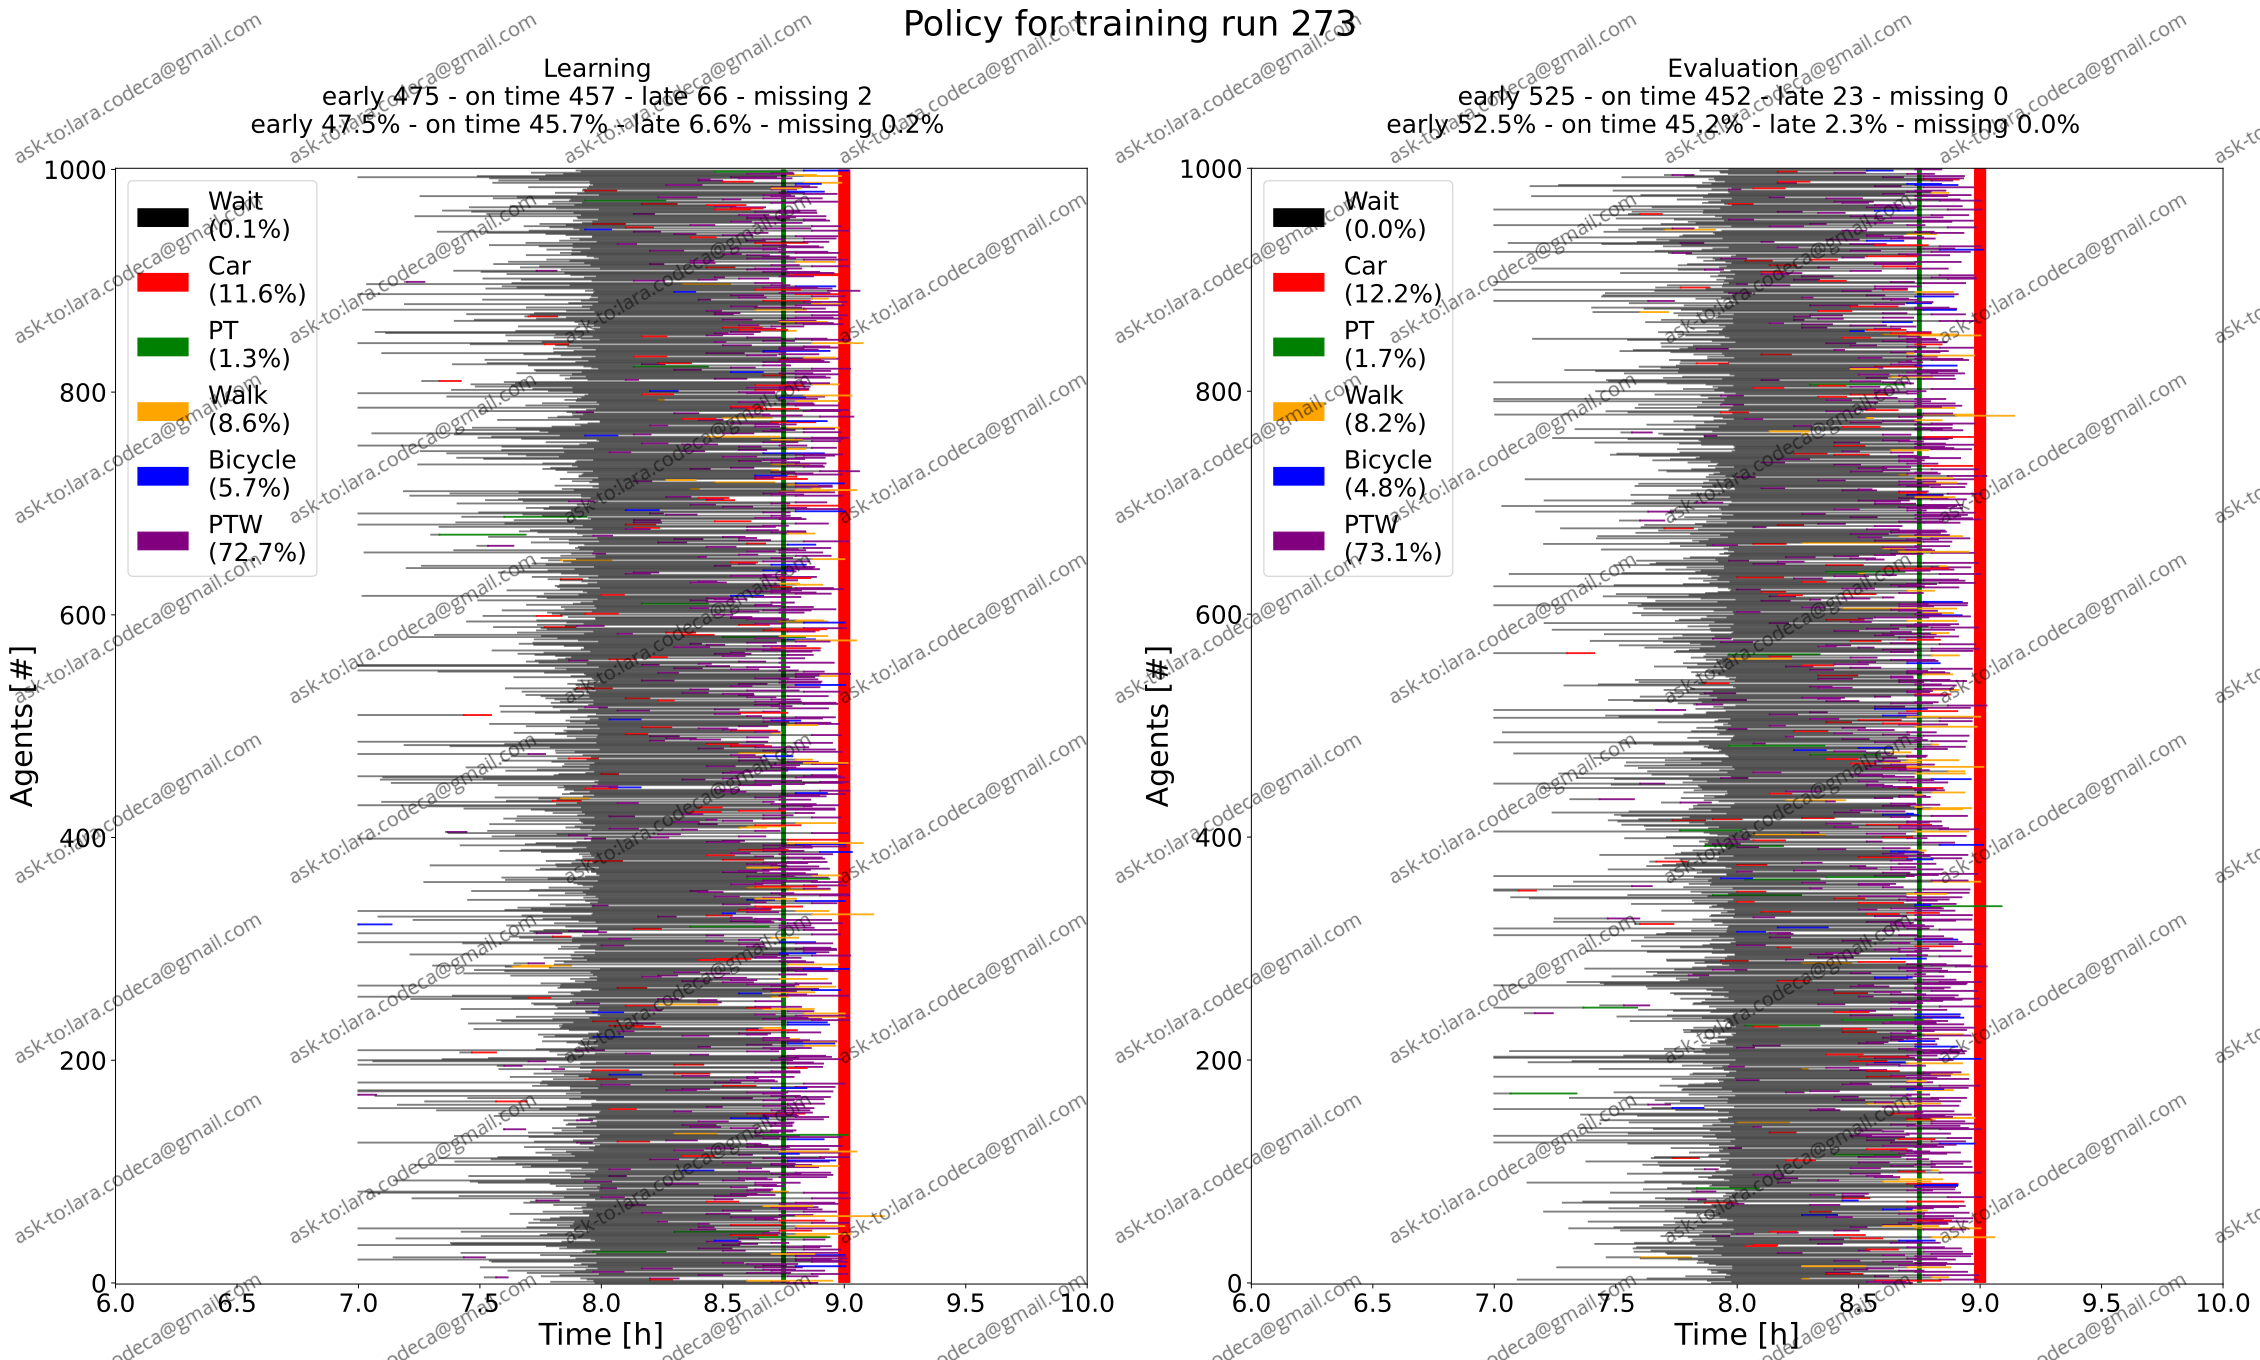 Policy for training run 273
Learning
early 475 - on time 457 - late 66 - missing 2
early 47.5% - on time 45.7% - late 6.6% - missing 0.2%
Agents [#]
1000
800
600
400
200
0
Wait
(0.1%)
Car
(11.6%)
PT
(1.3%)
Walk
(8.6%)
Bicycle
(5.7%)
PTW
(72.7%)
6.0 6.5 7.0 7.5 8.0 8.5 9.0 9.5 10.0
Time [h]
Evaluation
early 525 - on time 452 - late 23 - missing 0
early 52.5% - on time 45.2% - late 2.3% - missing 0.0%
Agents [#]
1000
800
600
400
200
0
Wait
(0.0%)
Car
(12.2%)
PT
(1.7%)
Walk
(8.2%)
Bicycle
(4.8%)
PTW
(73.1%)
6.0 6.5 7.0 7.5 8.0 8.5 9.0 9.5 10.0
Time [h]
ask-to:lara.codeca@gmail.com